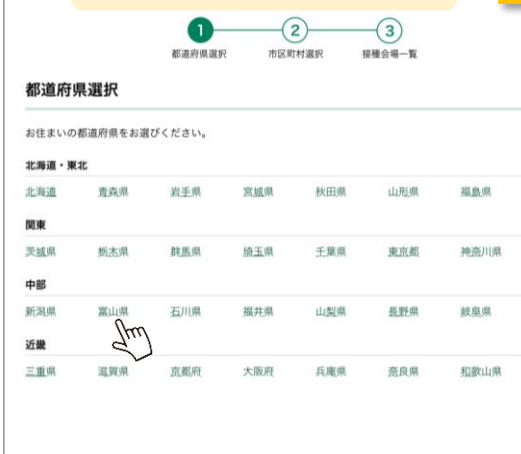 1 2 3
都道府県選択 市区町村選択 接種会場一覧
都道府県選択
お住まいの都道府県をお選びください。
北海道・東北
北海道 青森県 岩手県 宮城県 秋田県 山形県 福島県
関東
茨城県 栃木県 群馬県 埼玉県 千葉県 東京都 神奈川県
中部
新潟県 富山県 石川県 福井県 山梨県 長野県 岐阜県
近畿
三重県 滋賀県 京都府 大阪府 兵庫県 奈良県 和歌山県